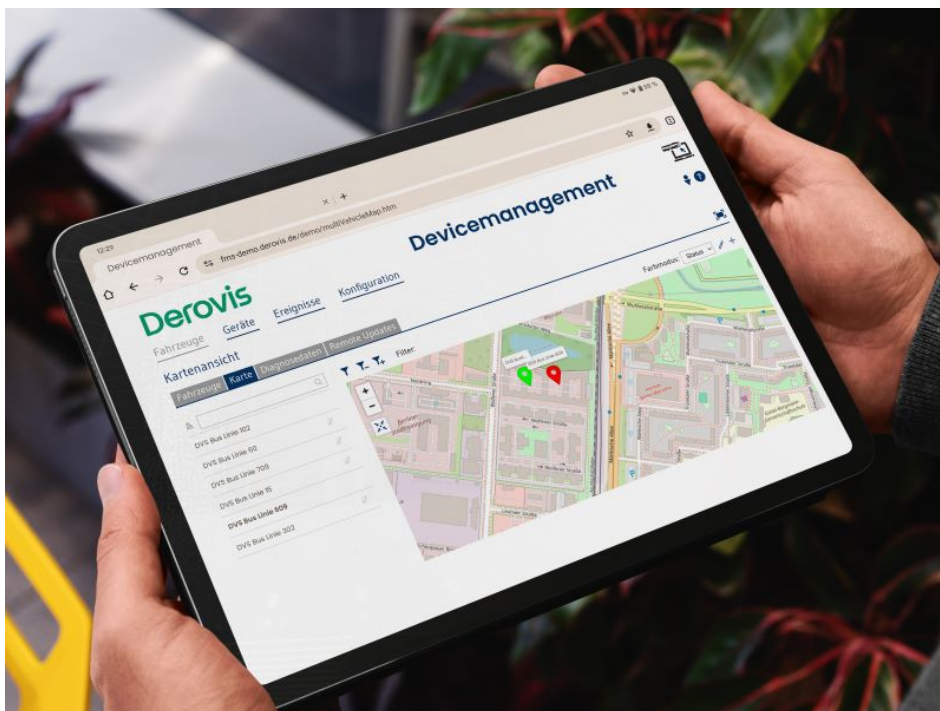 12:29
Devicemanagement
fms-demo.derovis.de/demo/multiVehicleMap.htm
Derovis
Devicemanagement
Fahrzeuge Geräte Ereignisse Konfiguration
Kartenansicht
Farbmodus: Status
Fahrzeuge Karte Diagnosedaten Remote Updates
Filter:
DVS Bus Linie 102
DVS Bus Linie 60
DVS Bus Linie 709
DVS Bus Linie 15
DVS Bus Linie 809
DVS Bus Linie 302